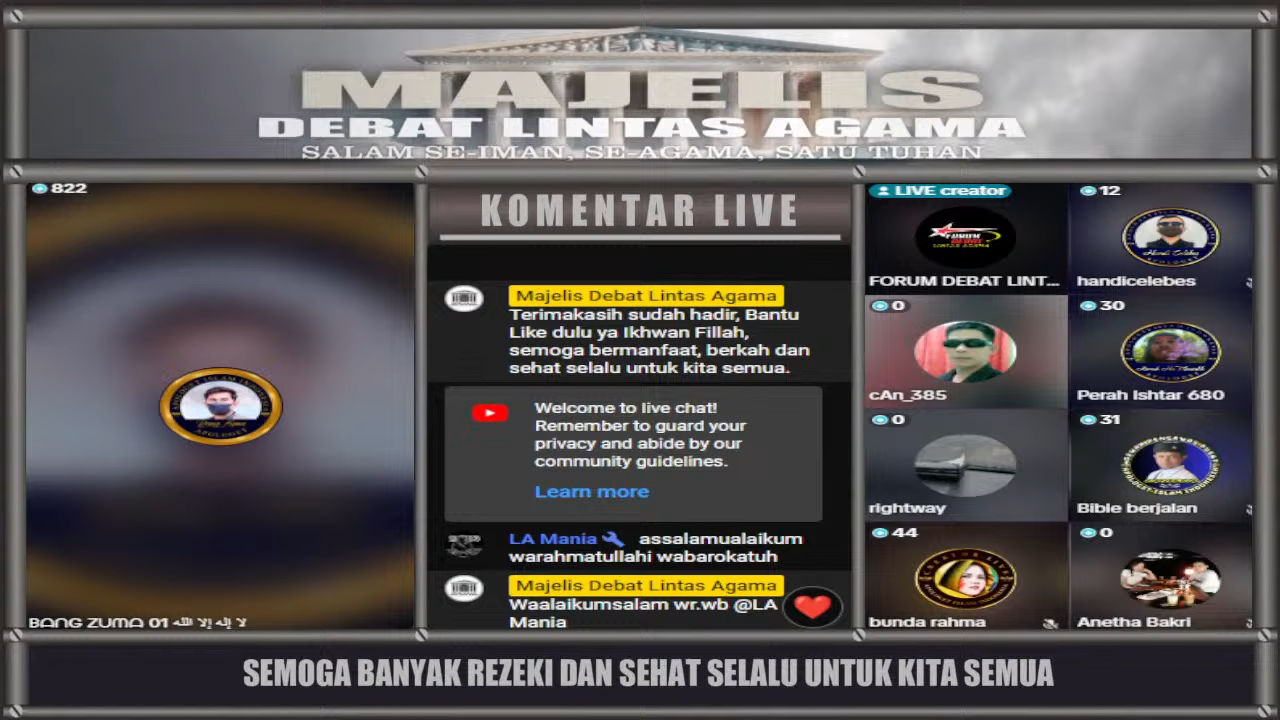 MAJELIS
DEBAT LINTAS AGAMA
SALAM SE-IMAN, SE-AGAMA, SATU TUHAN
822
BANG ZUMA 01 لا إله إلا الله
KOMENTAR LIVE
Majelis Debat Lintas Agama
Terimakasih sudah hadir, Bantu
Like dulu ya Ikhwan Fillah,
semoga bermanfaat, berkah dan
sehat selalu untuk kita semua.
Welcome to live chat!
Remember to guard your
privacy and abide by our
community guidelines.
Learn more
LA Mania assalamualaikum
warahmatullahi wabarokatuh
Majelis Debat Lintas Agama
Waalaikumsalam wr.wb @LA
Mania
LIVE creator
FORUM
DEBAT
LINTAS AGAMA
FORUM DEBAT LINT...
12
handicelebes
0
cAn_385
30
Perah Ishtar 680
0
rightway
31
Bible berjalan
44
bunda rahma
0
Anetha Bakri
SEMOGA BANYAK REZEKI DAN SEHAT SELALU UNTUK KITA SEMUA